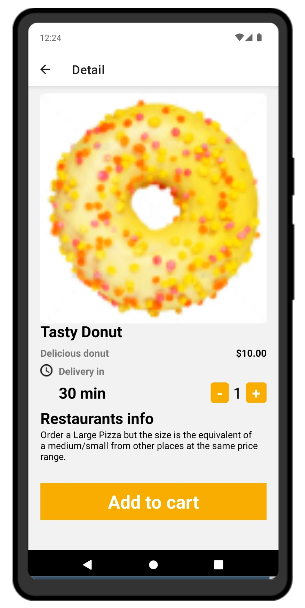 12:24
Detail
Tasty Donut
Delicious donut $10.00
Delivery in
30 min - 1 +
Restaurants info
Order a Large Pizza but the size is the equivalent of
a medium/small from other places at the same price
range.
Add to cart